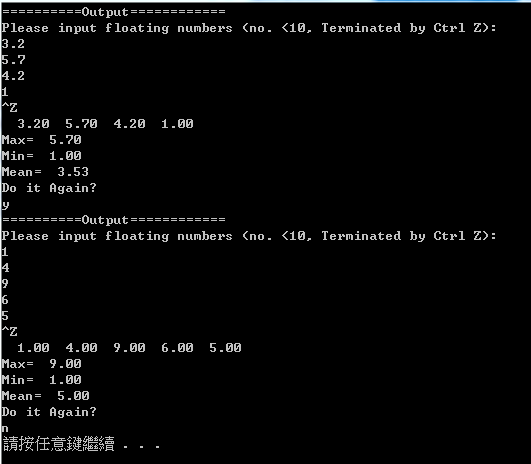 ==========Output============
Please input floating numbers (no. <10, Terminated by Ctrl Z):
3.2
5.7
4.2
1
^Z
  3.20  5.70  4.20  1.00
Max=  5.70
Min=  1.00
Mean=  3.53
Do it Again?
y
==========Output============
Please input floating numbers (no. <10, Terminated by Ctrl Z):
1
4
9
6
5
^Z
  1.00  4.00  9.00  6.00  5.00
Max=  9.00
Min=  1.00
Mean=  5.00
Do it Again?
n
請按任意鍵繼續 . . .